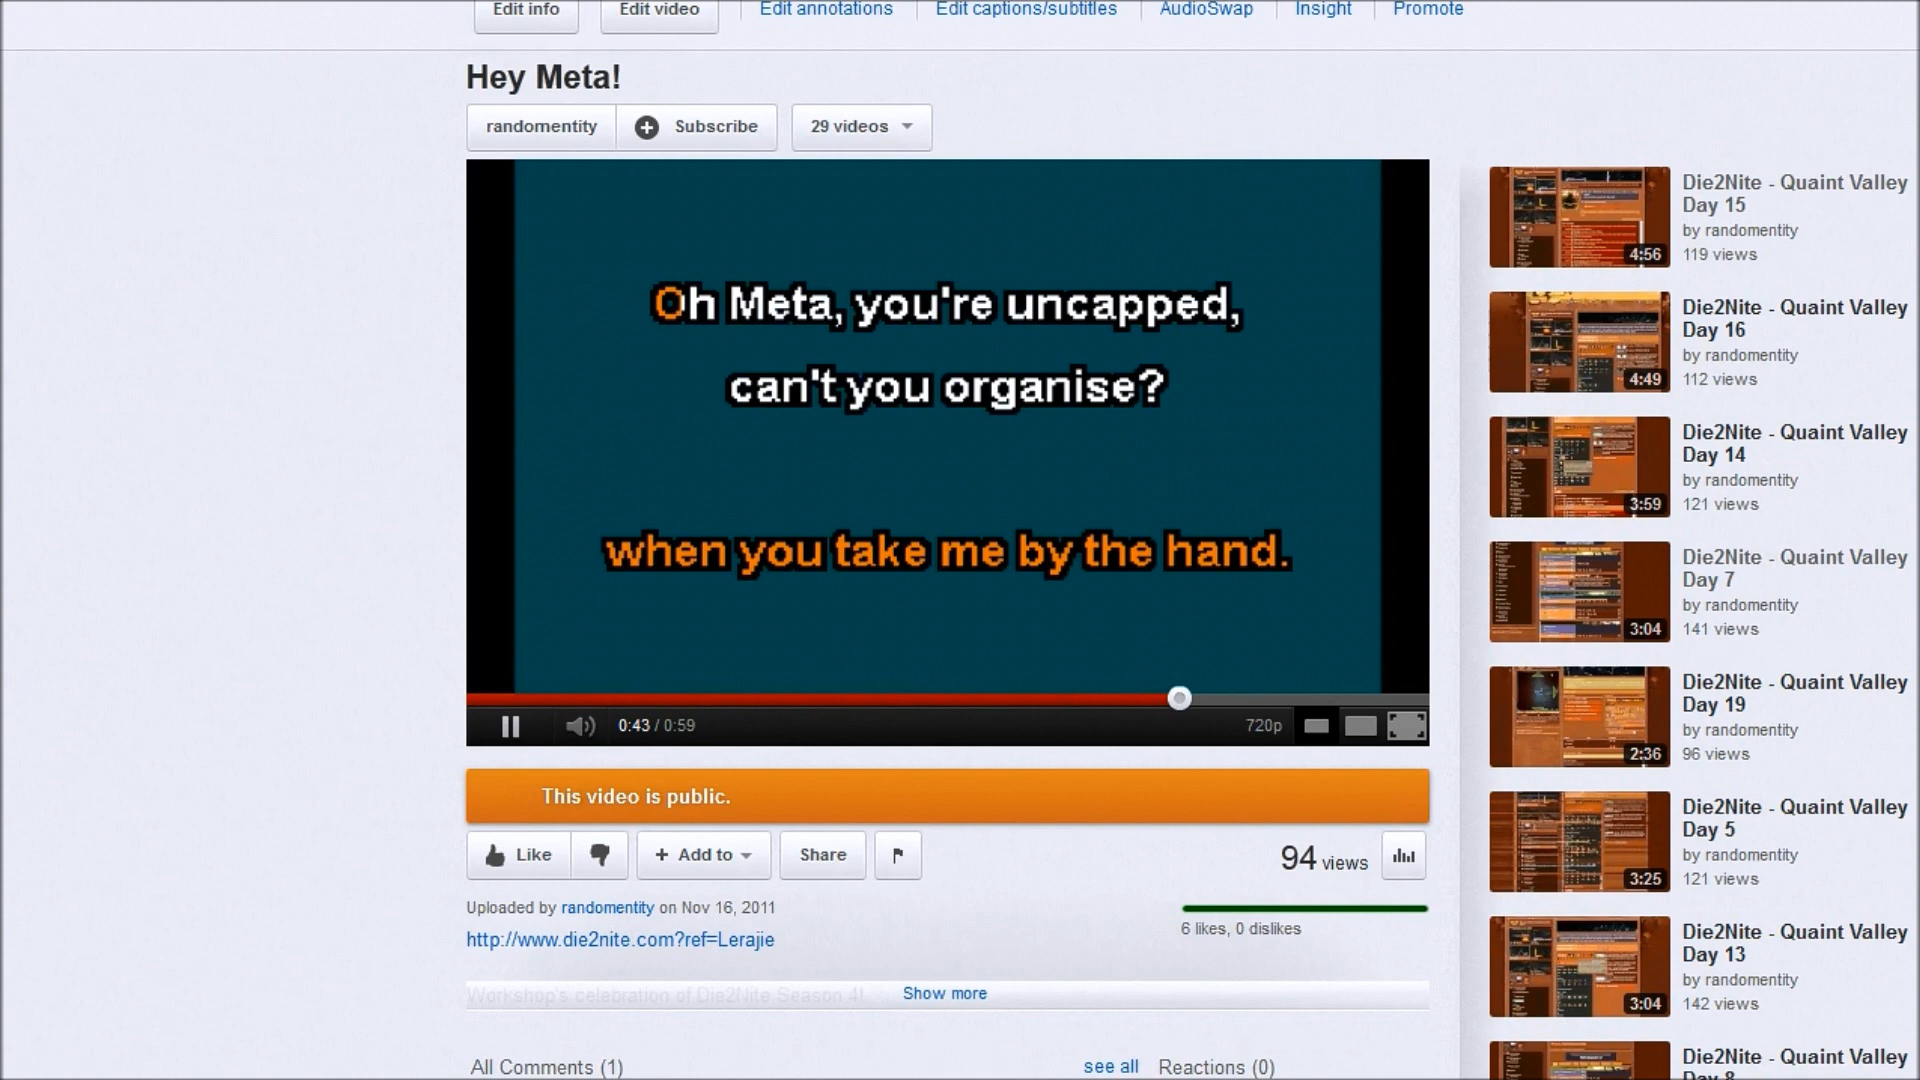 Edit info
Edit video
Edit annotations
Edit captions/subtitles
AudioSwap
Insight
Promote
Hey Meta!
randomentity
Subscribe
29 videos
Oh Meta, you're uncapped,
can't you organise?
when you take me by the hand.
0:43 / 0:59
720p
This video is public.
Like
+ Add to
Share
94 views
Uploaded by randomentity on Nov 16, 2011
6 likes, 0 dislikes
http://www.die2nite.com?ref=Lerajie
Workshop's celebration of Die2Nite Season 4!
Show more
All Comments (1)
see all
Reactions (0)
4:56
Die2Nite - Quaint Valley
Day 15
by randomentity
119 views
4:49
Die2Nite - Quaint Valley
Day 16
by randomentity
112 views
3:59
Die2Nite - Quaint Valley
Day 14
by randomentity
121 views
3:04
Die2Nite - Quaint Valley
Day 7
by randomentity
141 views
2:36
Die2Nite - Quaint Valley
Day 19
by randomentity
96 views
3:25
Die2Nite - Quaint Valley
Day 5
by randomentity
121 views
3:04
Die2Nite - Quaint Valley
Day 13
by randomentity
142 views
Die2Nite - Quaint Valley
Day 8